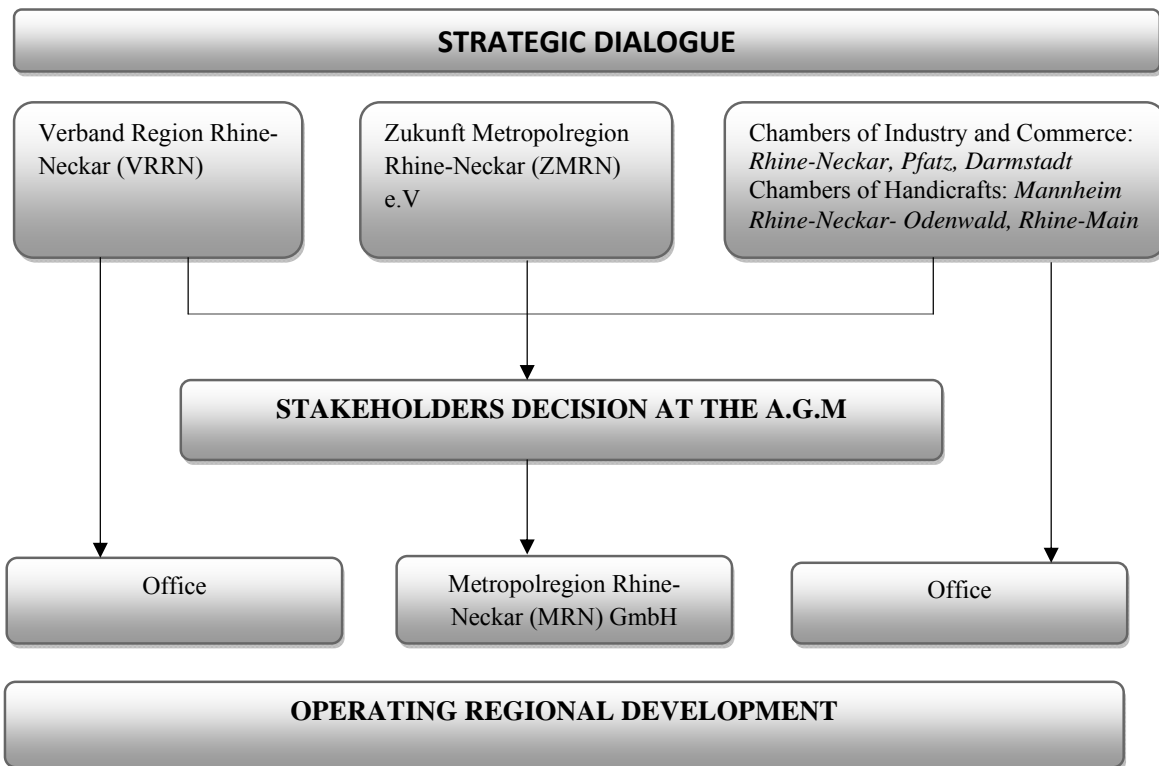 STRATEGIC DIALOGUE
Verband Region Rhine-
Neckar (VRRN)
Zukunft Metropolregion
Rhine-Neckar (ZMRN)
e.V
Chambers of Industry and Commerce:
Rhine-Neckar, Pfatz, Darmstadt
Chambers of Handicrafts: Mannheim
Rhine-Neckar- Odenwald, Rhine-Main
STAKEHOLDERS DECISION AT THE A.G.M
Office
Metropolregion Rhine-
Neckar (MRN) GmbH
Office
OPERATING REGIONAL DEVELOPMENT